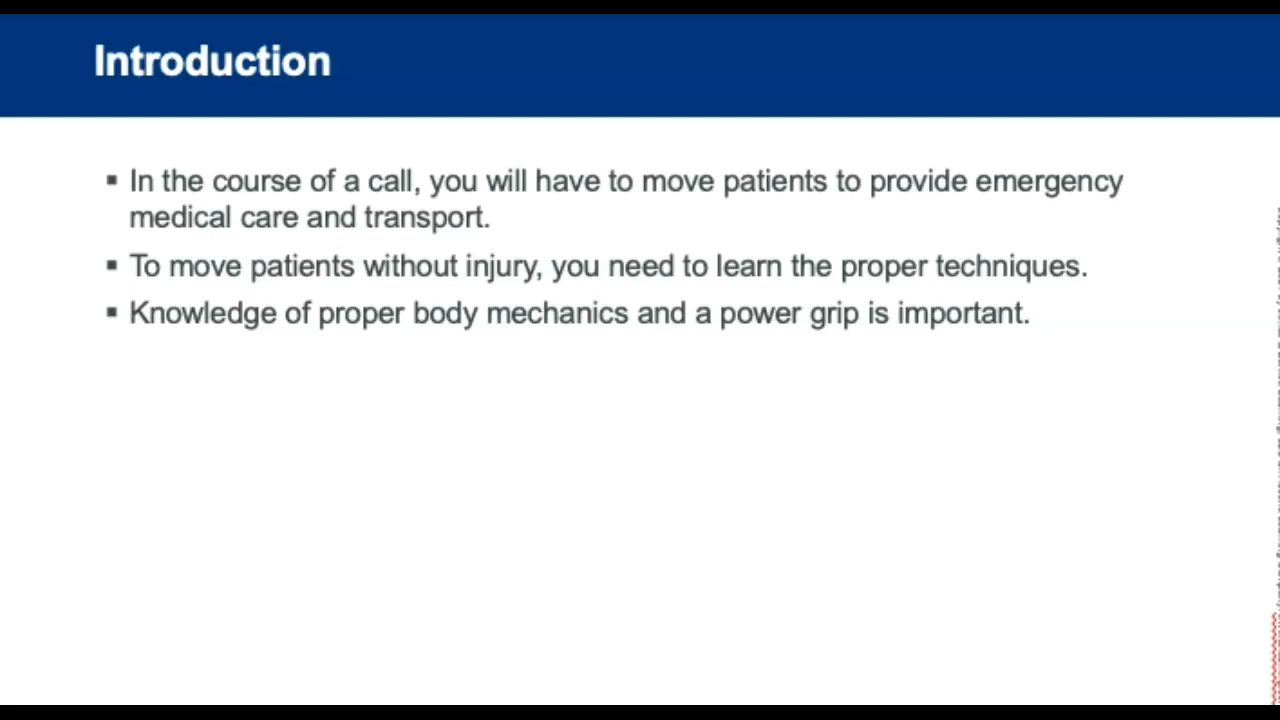 Introduction
▪ In the course of a call, you will have to move patients to provide emergency
medical care and transport.
▪ To move patients without injury, you need to learn the proper techniques.
▪ Knowledge of proper body mechanics and a power grip is important.